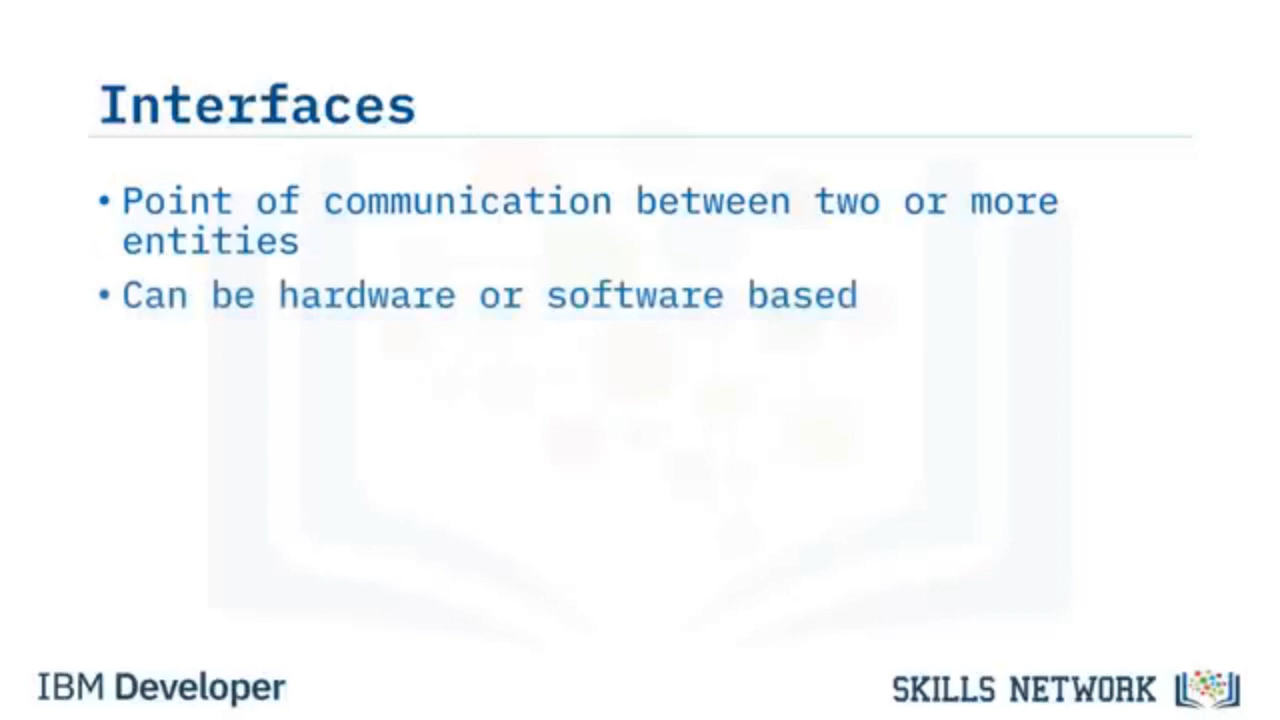 Interfaces
• Point of communication between two or more
entities
• Can be hardware or software based
IBM Developer
SKILLS NETWORK